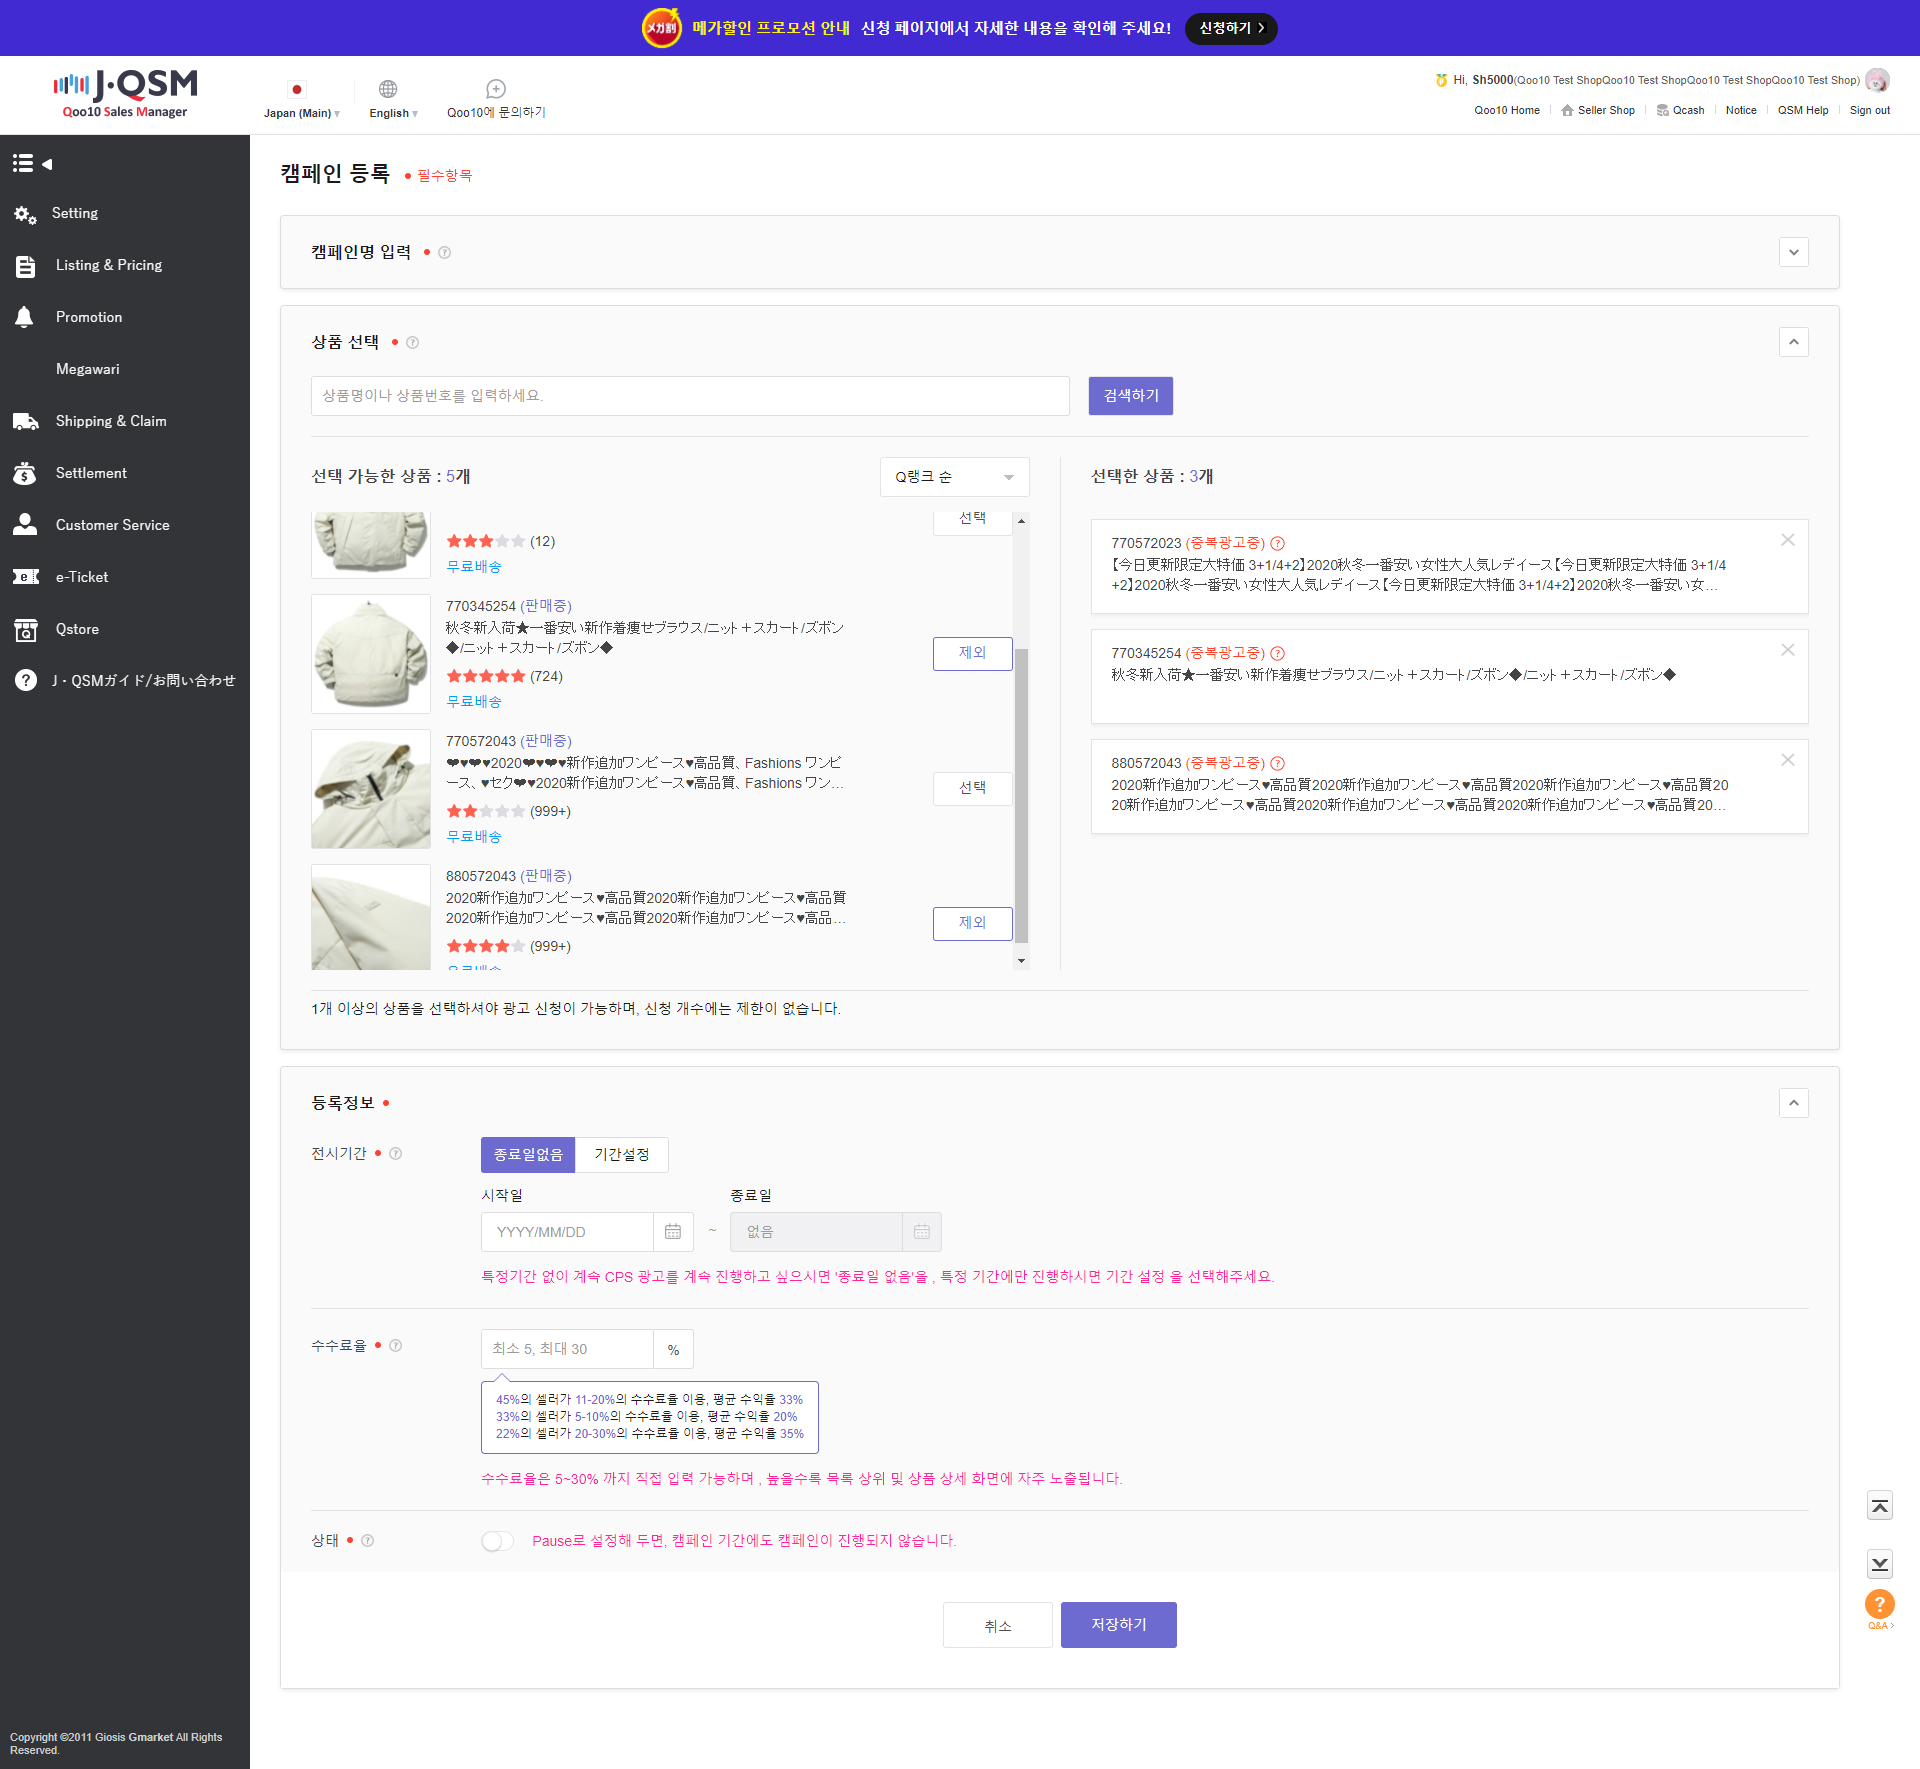 メガ割 메가할인 프로모션 안내 신청 페이지에서 자세한 내용을 확인해 주세요! 신청하기
J·QSM
Qoo10 Sales Manager
Japan (Main)
English
Qoo10에 문의하기
Hi, Sh5000(Qoo10 Test ShopQoo10 Test ShopQoo10 Test ShopQoo10 Test Shop)
Qoo10 Home
Seller Shop
Qcash
Notice
QSM Help
Sign out
Setting
Listing & Pricing
Promotion
Megawari
Shipping & Claim
Settlement
Customer Service
e-Ticket
Qstore
J・QSMガイド/お問い合わせ
Copyright ©2011 Giosis Gmarket All Rights
Reserved.
캠페인 등록 • 필수항목
캠페인명 입력 •
상품 선택 •
상품명이나 상품번호를 입력하세요.
검색하기
선택 가능한 상품 : 5개
Q랭크 순
선택
(12)
무료배송
770345254 (판매중)
秋冬新入荷★一番安い新作着痩せブラウス/ニット＋スカート/ズボン
◆/ニット＋スカート/ズボン◆
제외
(724)
무료배송
770572043 (판매중)
❤♥❤♥2020❤♥❤♥新作追加ワンピース♥高品質、Fashions ワンピ
ース、♥セク❤♥2020新作追加ワンピース♥高品質、Fashions ワン...
선택
(999+)
무료배송
880572043 (판매중)
2020新作追加ワンピース♥高品質2020新作追加ワンピース♥高品質
2020新作追加ワンピース♥高品質2020新作追加ワンピース♥高品...
제외
(999+)
무료배송
선택한 상품 : 3개
770572023 (중복광고중)
【今日更新限定大特価 3+1/4+2】2020秋冬一番安い女性大人気レデイース【今日更新限定大特価 3+1/4
+2】2020秋冬一番安い女性大人気レデイース【今日更新限定大特価 3+1/4+2】2020秋冬一番安い女...
770345254 (중복광고중)
秋冬新入荷★一番安い新作着痩せブラウス/ニット＋スカート/ズボン◆/ニット＋スカート/ズボン◆
880572043 (중복광고중)
2020新作追加ワンピース♥高品質2020新作追加ワンピース♥高品質2020新作追加ワンピース♥高品質20
20新作追加ワンピース♥高品質2020新作追加ワンピース♥高品質2020新作追加ワンピース♥高品質20...
1개 이상의 상품을 선택하셔야 광고 신청이 가능하며, 신청 개수에는 제한이 없습니다.
등록정보 •
전시기간 •
종료일없음
기간설정
시작일
종료일
YYYY/MM/DD
~
없음
특정기간 없이 계속 CPS 광고를 계속 진행하고 싶으시면 '종료일 없음'을 , 특정 기간에만 진행하시면 기간 설정 을 선택해주세요.
수수료율 •
최소 5, 최대 30
%
45%의 셀러가 11-20%의 수수료율 이용, 평균 수익율 33%
33%의 셀러가 5-10%의 수수료율 이용, 평균 수익율 20%
22%의 셀러가 20-30%의 수수료율 이용, 평균 수익율 35%
수수료율은 5~30% 까지 직접 입력 가능하며 , 높을수록 목록 상위 및 상품 상세 화면에 자주 노출됩니다.
상태 •
Pause로 설정해 두면, 캠페인 기간에도 캠페인이 진행되지 않습니다.
취소
저장하기
Q&A